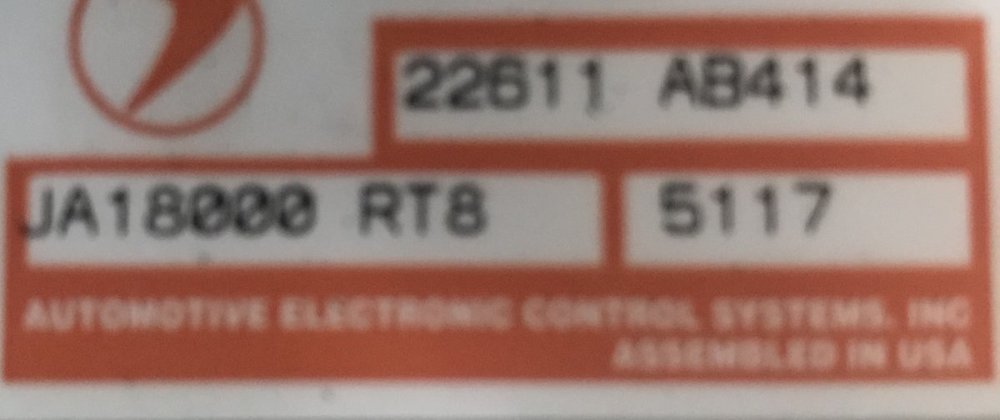 22611 AB414
JA18000 RT8 5117
AUTOMOTIVE ELECTRONIC CONTROL SYSTEMS, INC
ASSEMBLED IN USA